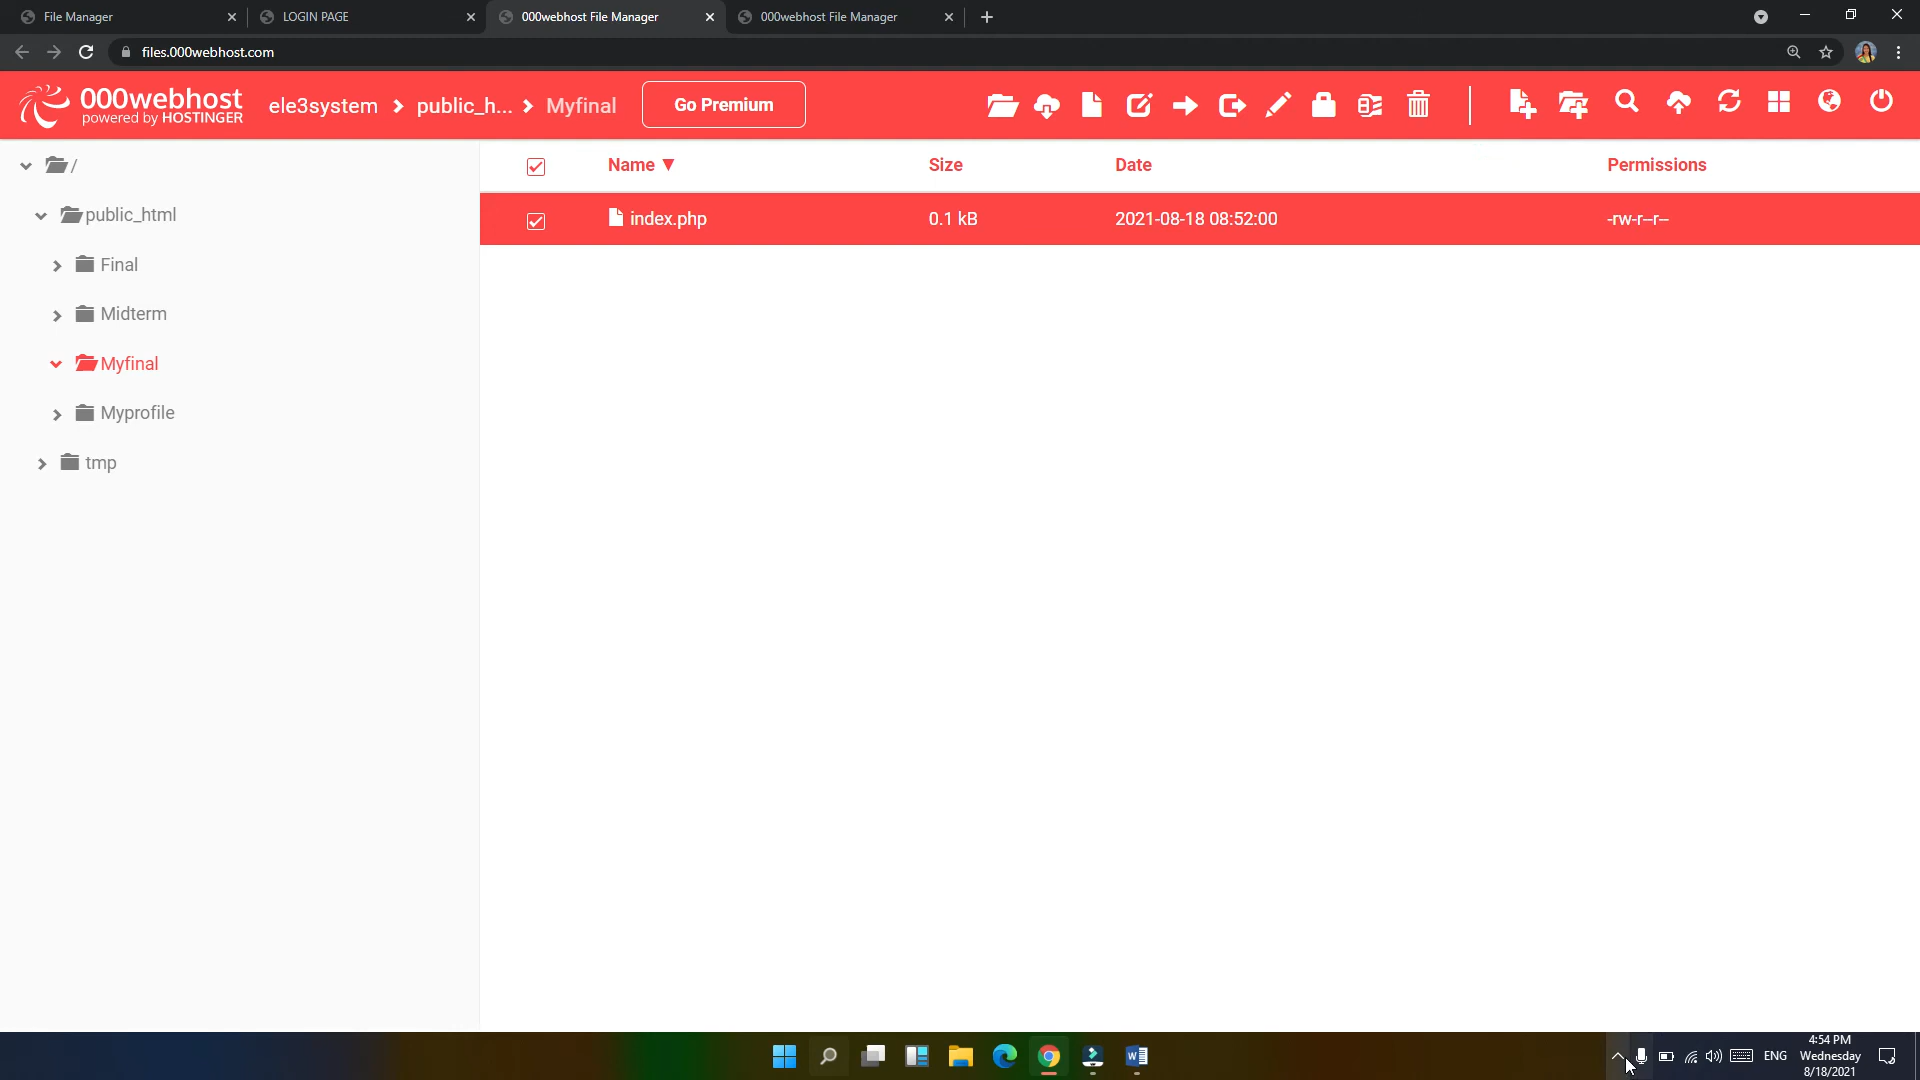 File Manager
LOGIN PAGE
000webhost File Manager
000webhost File Manager
files.000webhost.com
000webhost
powered by HOSTINGER
ele3system > public_h... > Myfinal
Go Premium
/
public_html
Final
Midterm
Myfinal
Myprofile
tmp
Name ▼ Size Date Permissions
index.php 0.1 kB 2021-08-18 08:52:00 -rw-r--r--
ENG
4:54 PM
Wednesday
8/18/2021